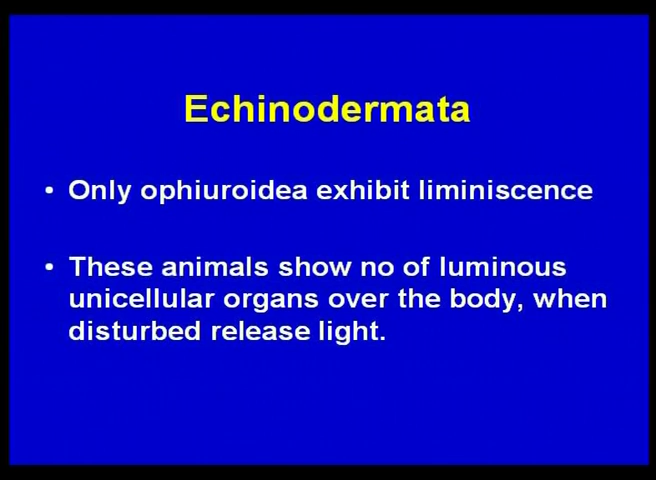 Echinodermata
• Only ophiuroidea exhibit liminiscence
• These animals show no of luminous
unicellular organs over the body, when
disturbed release light.